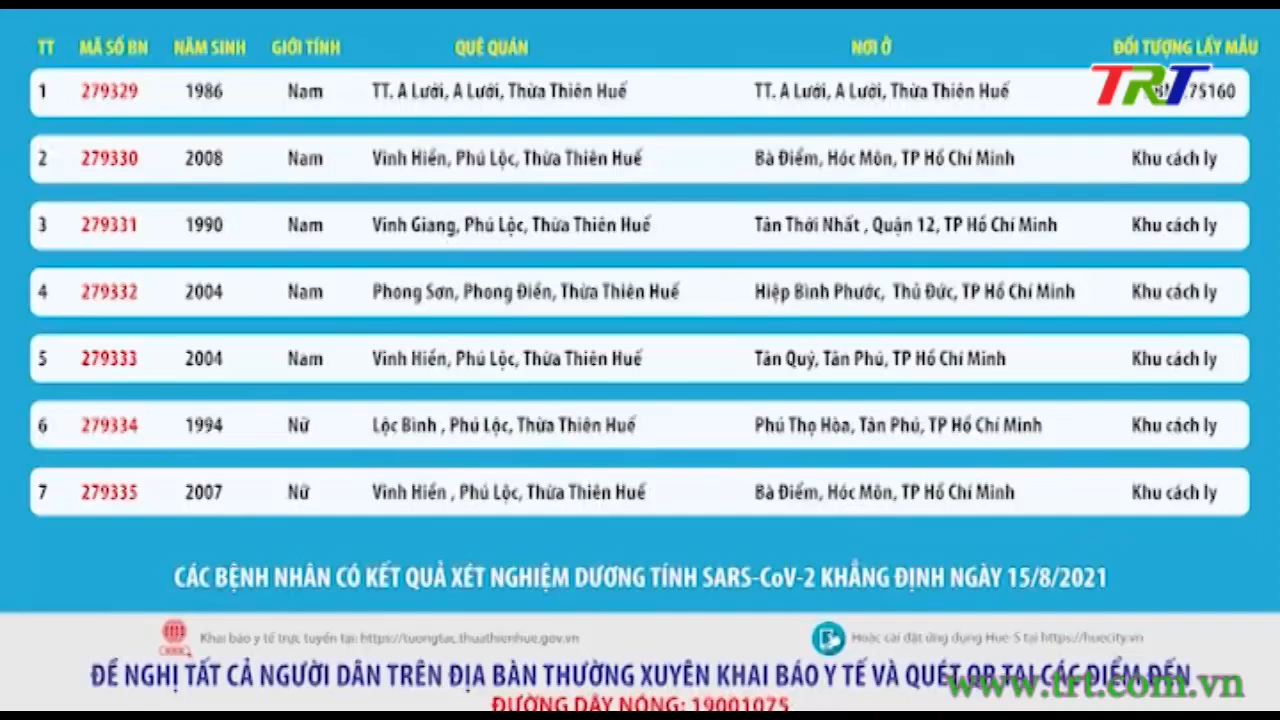 TT MÃ SỐ BN NĂM SINH GIỚI TÍNH QUÊ QUÁN NƠI Ở ĐỐI TƯỢNG LẤY MẪU
1 279329 1986 Nam TT. A Lưới, A Lưới, Thừa Thiên Huế TT. A Lưới, A Lưới, Thừa Thiên Huế 75160
TRT
2 279330 2008 Nam Vinh Hiền, Phú Lộc, Thừa Thiên Huế Bà Điểm, Hóc Môn, TP Hồ Chí Minh Khu cách ly
3 279331 1990 Nam Vinh Giang, Phú Lộc, Thừa Thiên Huế Tân Thới Nhất , Quận 12, TP Hồ Chí Minh Khu cách ly
4 279332 2004 Nam Phong Sơn, Phong Điền, Thừa Thiên Huế Hiệp Bình Phước, Thủ Đức, TP Hồ Chí Minh Khu cách ly
5 279333 2004 Nam Vinh Hiền, Phú Lộc, Thừa Thiên Huế Tân Quý, Tân Phú, TP Hồ Chí Minh Khu cách ly
6 279334 1994 Nữ Lộc Bình , Phú Lộc, Thừa Thiên Huế Phú Thọ Hòa, Tân Phú, TP Hồ Chí Minh Khu cách ly
7 279335 2007 Nữ Vinh Hiền , Phú Lộc, Thừa Thiên Huế Bà Điểm, Hóc Môn, TP Hồ Chí Minh Khu cách ly
CÁC BỆNH NHÂN CÓ KẾT QUẢ XÉT NGHIỆM DƯƠNG TÍNH SARS-CoV-2 KHẲNG ĐỊNH NGÀY 15/8/2021
Khai báo y tế trực tuyến tại: https://tuongtac.thuathienhue.gov.vn Hoặc cài đặt ứng dụng Hue-S tại https://huecity.vn
ĐỀ NGHỊ TẤT CẢ NGƯỜI DÂN TRÊN ĐỊA BÀN THƯỜNG XUYÊN KHAI BÁO Y TẾ VÀ QUÉT QR TẠI CÁC ĐIỂM ĐẾN
www.trt.com.vn
ĐƯỜNG DÂY NÓNG: 19001075